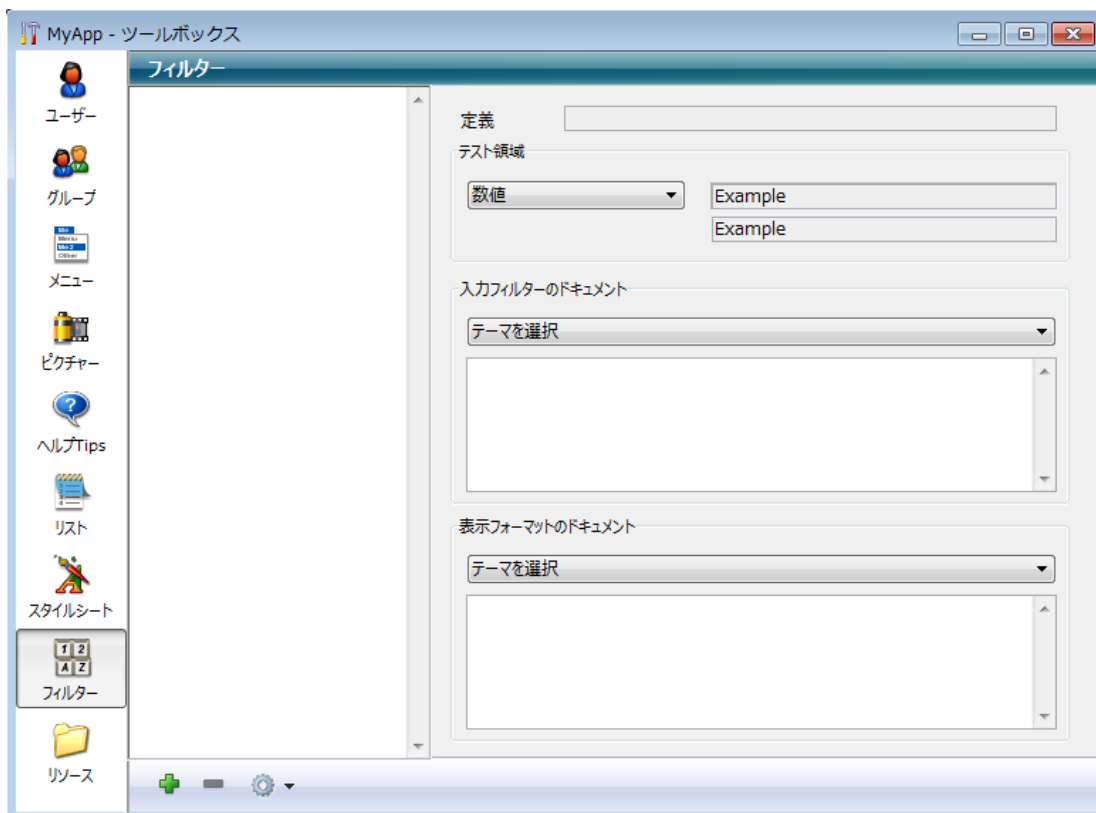 MyApp - ツールボックス
フィルター
ユーザー
グループ
メニュー
ピクチャー
ヘルプTips
リスト
スタイルシート
フィルター
リソース
定義
テスト領域
数値
Example
Example
入力フィルターのドキュメント
テーマを選択
表示フォーマットのドキュメント
テーマを選択